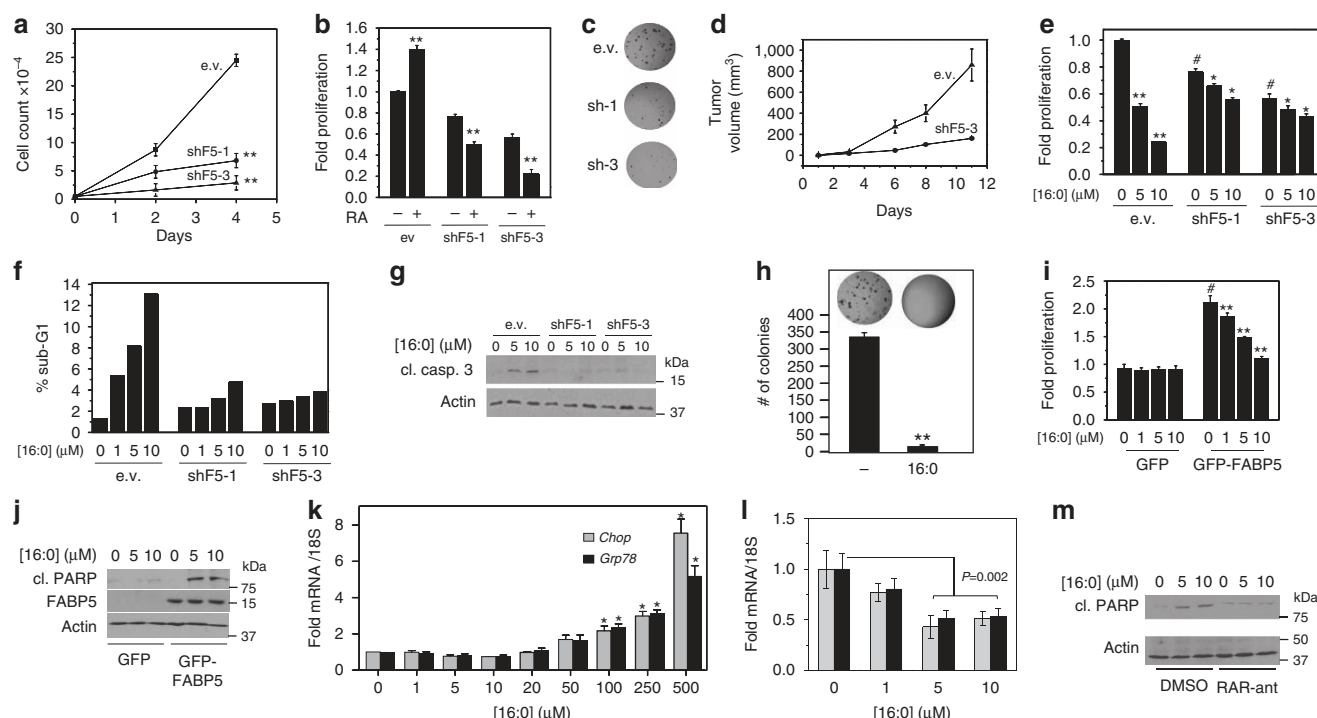 a
Cell count ×10⁻⁴
30
25
20
15
10
5
0
e.v.
shF5-1 **
shF5-3 **
0 1 2 3 4 5
Days
b
Fold proliferation
1.6
1.4
1.2
1.0
0.8
0.6
0.4
0.2
0.0
**
**
**
RA – + – + – +
ev shF5-1 shF5-3
c
e.v.
sh-1
sh-3
d
Tumor
volume (mm³)
1,000
800
600
400
200
0
e.v.
shF5-3
0 2 4 6 8 10 12 14
Days
e
Fold proliferation
1.0
0.8
0.6
0.4
0.2
0.0
** ** # * * # * *
[16:0] (μM) 0 5 10 0 5 10 0 5 10
e.v. shF5-1 shF5-3
f
% sub-G1
14
12
10
8
6
4
2
0
[16:0] (μM) 0 1 5 10 0 1 5 10 0 1 5 10
e.v. shF5-1 shF5-3
g
e.v. shF5-1 shF5-3
[16:0] (μM) 0 5 10 0 5 10 0 5 10 kDa
cl. casp. 3
15
Actin
37
h
# of colonies
400
350
300
250
200
150
100
50
0
**
– 16:0
i
Fold proliferation
2.5
2.0
1.5
1.0
0.5
0.0
# ** ** **
[16:0] (μM) 0 1 5 10 0 1 5 10
GFP GFP-FABP5
j
[16:0] (μM) 0 5 10 0 5 10
kDa
cl. PARP
75
FABP5
15
Actin
37
GFP GFP-
FABP5
k
Fold mRNA /18S
8
6
4
2
0
Chop
Grp78
* * * * * *
0 1 5 10 20 50 100 250 500
[16:0] (μM)
l
Fold mRNA/18S
1.5
1.0
0.5
0.0
P=0.002
0 1 5 10
[16:0] (μM)
m
[16:0] (μM) 0 5 10 0 5 10
kDa
cl. PARP
75
50
Actin
37
DMSO RAR-ant